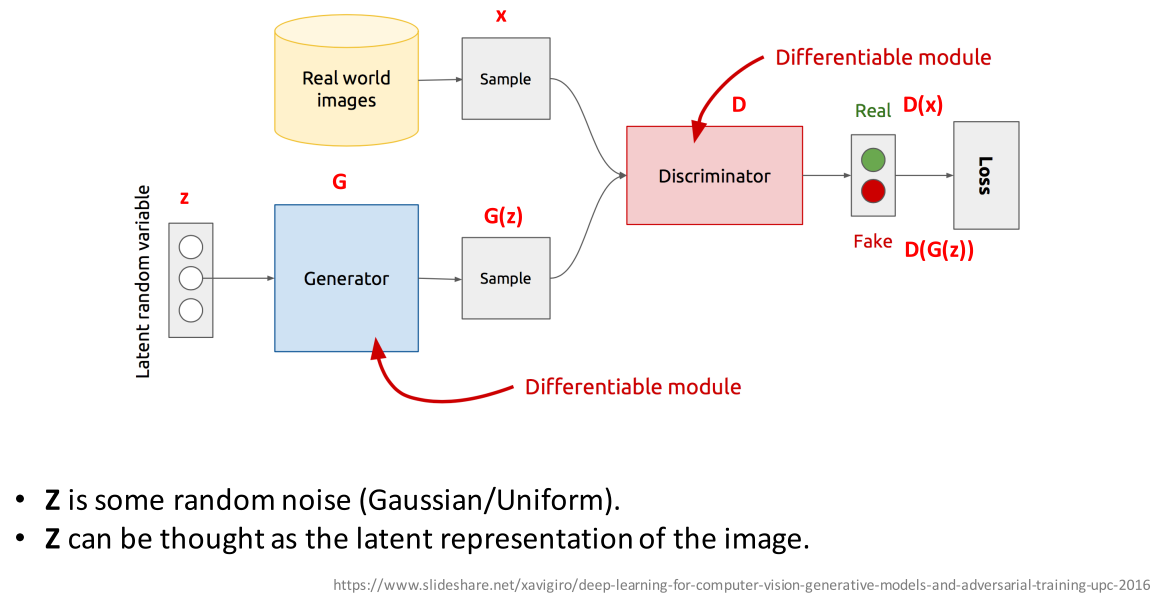 x
Real world
images
Sample
Differentiable module
D
Real
D(x)
Discriminator
Loss
Latent random variable
z
G
Generator
G(z)
Sample
Fake
D(G(z))
Differentiable module
• Z is some random noise (Gaussian/Uniform).
• Z can be thought as the latent representation of the image.
https://www.slideshare.net/xavigiro/deep-learning-for-computer-vision-generative-models-and-adversarial-training-upc-2016